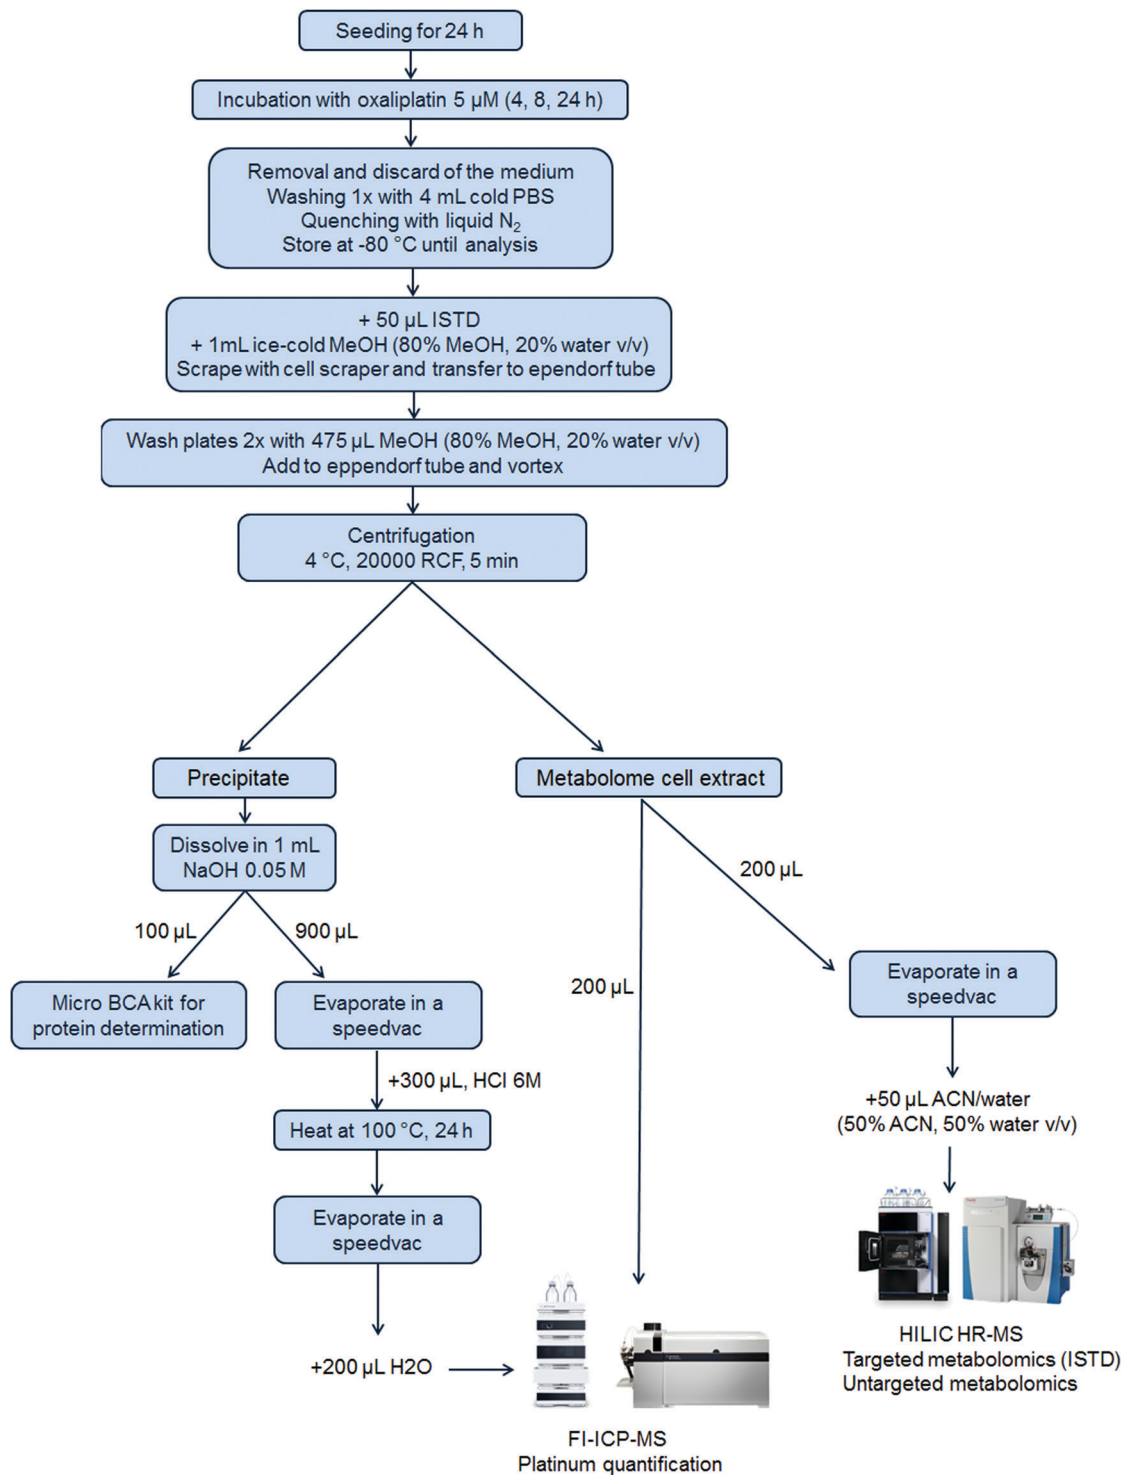 Seeding for 24 h
Incubation with oxaliplatin 5 µM (4, 8, 24 h)
Removal and discard of the medium
Washing 1x with 4 mL cold PBS
Quenching with liquid N₂
Store at -80 °C until analysis
+ 50 µL ISTD
+ 1mL ice-cold MeOH (80% MeOH, 20% water v/v)
Scrape with cell scraper and transfer to ependorf tube
Wash plates 2x with 475 µL MeOH (80% MeOH, 20% water v/v)
Add to eppendorf tube and vortex
Centrifugation
4 °C, 20000 RCF, 5 min
Precipitate
Metabolome cell extract
Dissolve in 1 mL
NaOH 0.05 M
200 µL
100 µL
900 µL
200 µL
Micro BCA kit for
protein determination
Evaporate in a
speedvac
Evaporate in a
speedvac
+300 µL, HCl 6M
Heat at 100 °C, 24 h
+50 µL ACN/water
(50% ACN, 50% water v/v)
Evaporate in a
speedvac
+200 µL H2O
HILIC HR-MS
Targeted metabolomics (ISTD)
Untargeted metabolomics
FI-ICP-MS
Platinum quantification